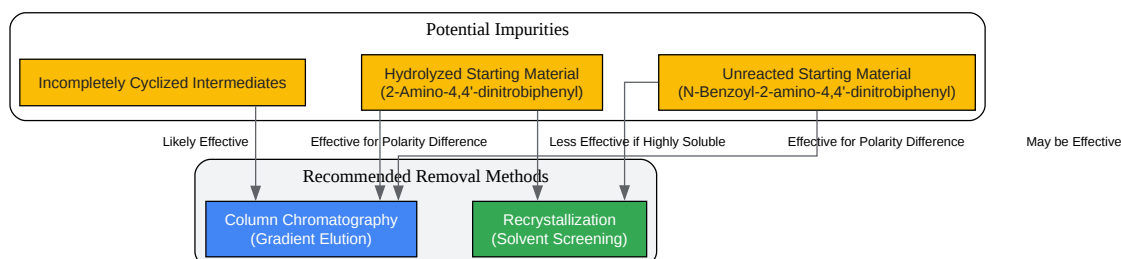 Potential Impurities
Incompletely Cyclized Intermediates
Hydrolyzed Starting Material
(2-Amino-4,4'-dinitrobiphenyl)
Unreacted Starting Material
(N-Benzoyl-2-amino-4,4'-dinitrobiphenyl)
Likely Effective
Effective for Polarity Difference
Less Effective if Highly Soluble
Effective for Polarity Difference
May be Effective
Recommended Removal Methods
Column Chromatography
(Gradient Elution)
Recrystallization
(Solvent Screening)